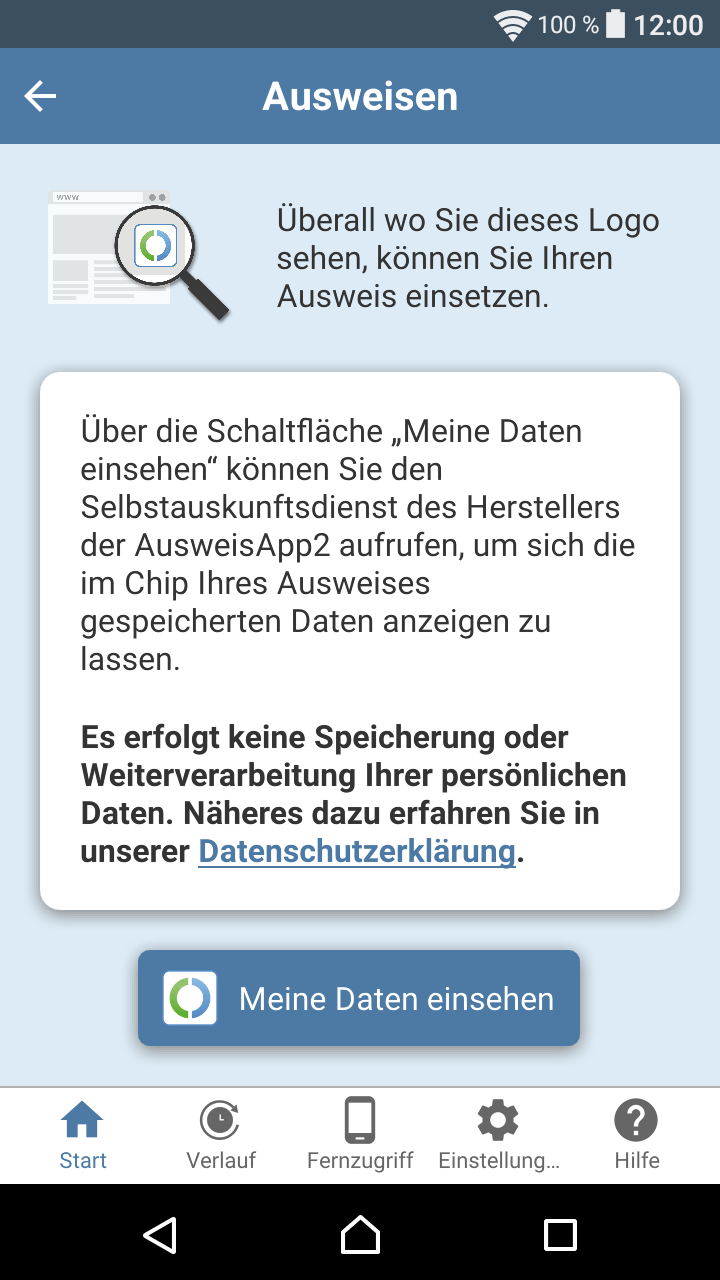 100 % 12:00
Ausweisen
www
Überall wo Sie dieses Logo
sehen, können Sie Ihren
Ausweis einsetzen.
Über die Schaltfläche „Meine Daten
einsehen“ können Sie den
Selbstauskunftsdienst des Herstellers
der AusweisApp2 aufrufen, um sich die
im Chip Ihres Ausweises
gespeicherten Daten anzeigen zu
lassen.
Es erfolgt keine Speicherung oder
Weiterverarbeitung Ihrer persönlichen
Daten. Näheres dazu erfahren Sie in
unserer Datenschutzerklärung.
Meine Daten einsehen
Start Verlauf Fernzugriff Einstellung... Hilfe